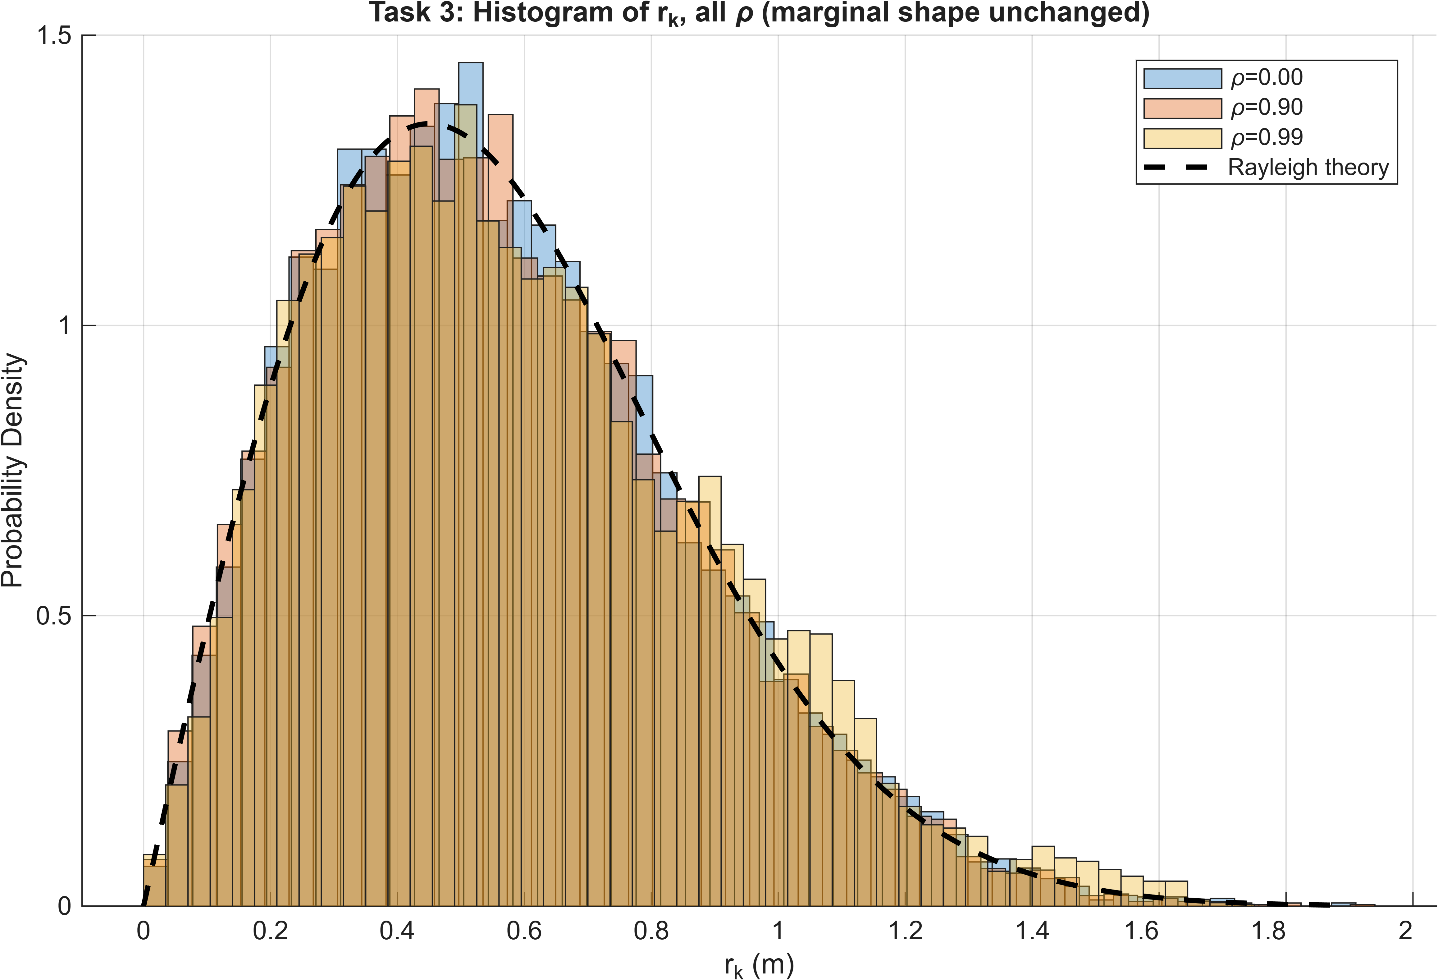 Task 3: Histogram of rₖ, all ρ (marginal shape unchanged)
1.5
1
0.5
0
Probability Density
ρ=0.00
ρ=0.90
ρ=0.99
Rayleigh theory
0 0.2 0.4 0.6 0.8 1 1.2 1.4 1.6 1.8 2
rₖ (m)